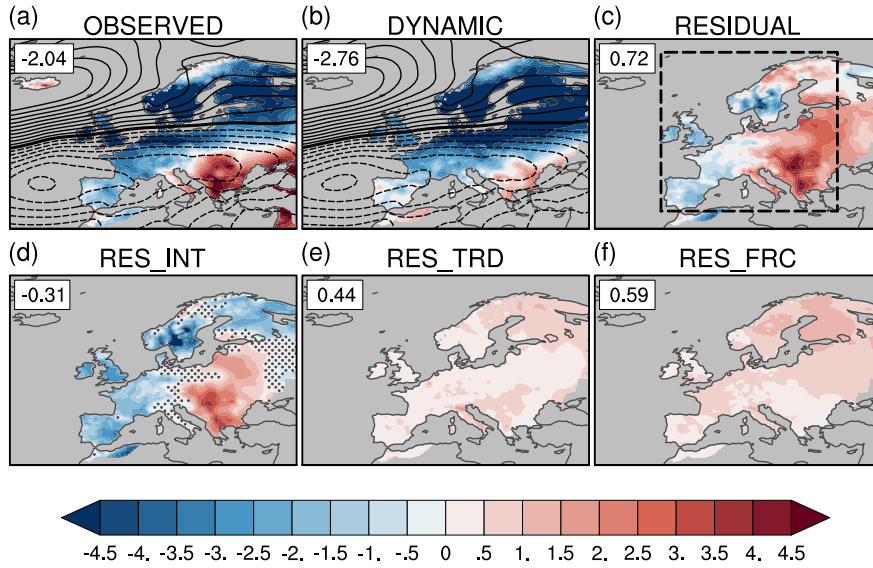 (a) OBSERVED
-2.04
(b) DYNAMIC
-2.76
(c) RESIDUAL
0.72
(d) RES_INT
-0.31
(e) RES_TRD
0.44
(f) RES_FRC
0.59
-4.5 -4. -3.5 -3. -2.5 -2. -1.5 -1. -.5 0 .5 1. 1.5 2. 2.5 3. 3.5 4. 4.5